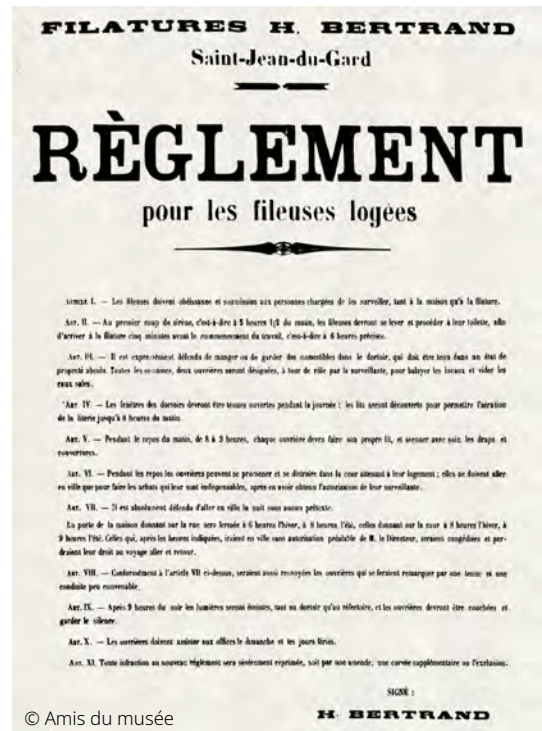 FILATURES H. BERTRAND
Saint-Jean-du-Gard
RÈGLEMENT
pour les fileuses logées
ARTICLE I. — Les fileuses doivent obéissance et soumission aux personnes chargées de les surveiller, tant à la maison qu'à la filature.
ART. II. — Au premier coup de sirène, c'est-à-dire à 5 heures 1/2 du matin, les fileuses devront se lever et procéder à leur toilette, afin
d'arriver à la filature cinq minutes avant le commencement du travail, c'est-à-dire à 6 heures précises.
ART. III. — Il est expressément défendu de manger ou de garder des comestibles dans le dortoir, qui doit être tenu dans un état de
propreté absolu. Toutes les semaines, deux ouvrières seront désignées, à tour de rôle par la surveillante, pour balayer les locaux et vider les
eaux sales.
ART. IV. — Les fenêtres des dortoirs devront être tenues ouvertes pendant la journée ; les lits seront découverts pour permettre l'aération
de la literie jusqu'à 8 heures du matin.
ART. V. — Pendant le repos du matin, de 8 à 9 heures, chaque ouvrière devra faire son propre lit, et secouer avec soin les draps et
couvertures.
ART. VI. — Pendant les repos les ouvrières peuvent se promener et se distraire dans la cour attenant à leur logement ; elles ne doivent aller
en ville que pour faire les achats qui leur sont indispensables, après en avoir obtenu l'autorisation de leur surveillante.
ART. VII. — Il est absolument défendu d'aller en ville la nuit sans aucun prétexte.
La porte de la maison donnant sur la rue sera fermée à 6 heures l'hiver, à 8 heures l'été, celles donnant sur la cour à 8 heures l'hiver, à
9 heures l'été. Celles qui, après les heures indiquées, iraient en ville sans autorisation préalable de M. le Directeur, seraient congédiées et per-
draient leur droit au voyage aller et retour.
ART. VIII. — Conformément à l'article VII ci-dessus, seraient aussi renvoyées les ouvrières qui se feraient remarquer par une tenue et une
conduite peu convenable.
ART. IX. — Après 9 heures du soir les lumières seront éteintes, tant au dortoir qu'au réfectoire, et les ouvrières devront être couchées et
garder le silence.
ART. X. — Les ouvrières doivent assister aux offices le dimanche et les jours fériés.
ART. XI. Toute infraction au nouveau règlement sera sévèrement réprimée, soit par une amende, une corvée supplémentaire ou l'exclusion.
SIGNÉ :
H. BERTRAND
© Amis du musée